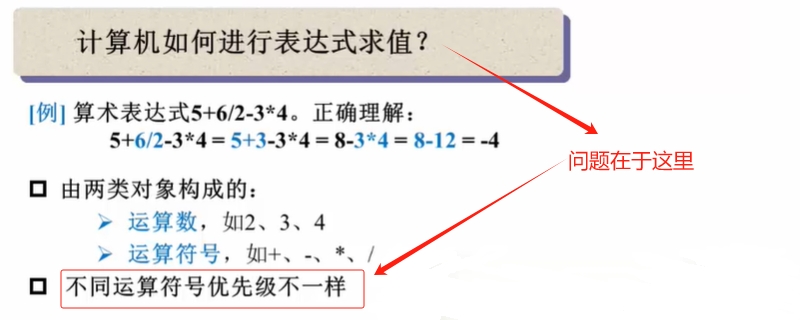 计算机如何进行表达式求值？
[例] 算术表达式5+6/2-3*4。正确理解：
5+6/2-3*4 = 5+3-3*4 = 8-3*4 = 8-12 = -4
问题在于这里
由两类对象构成的：
运算数，如2、3、4
运算符号，如+、-、*、/
不同运算符号优先级不一样